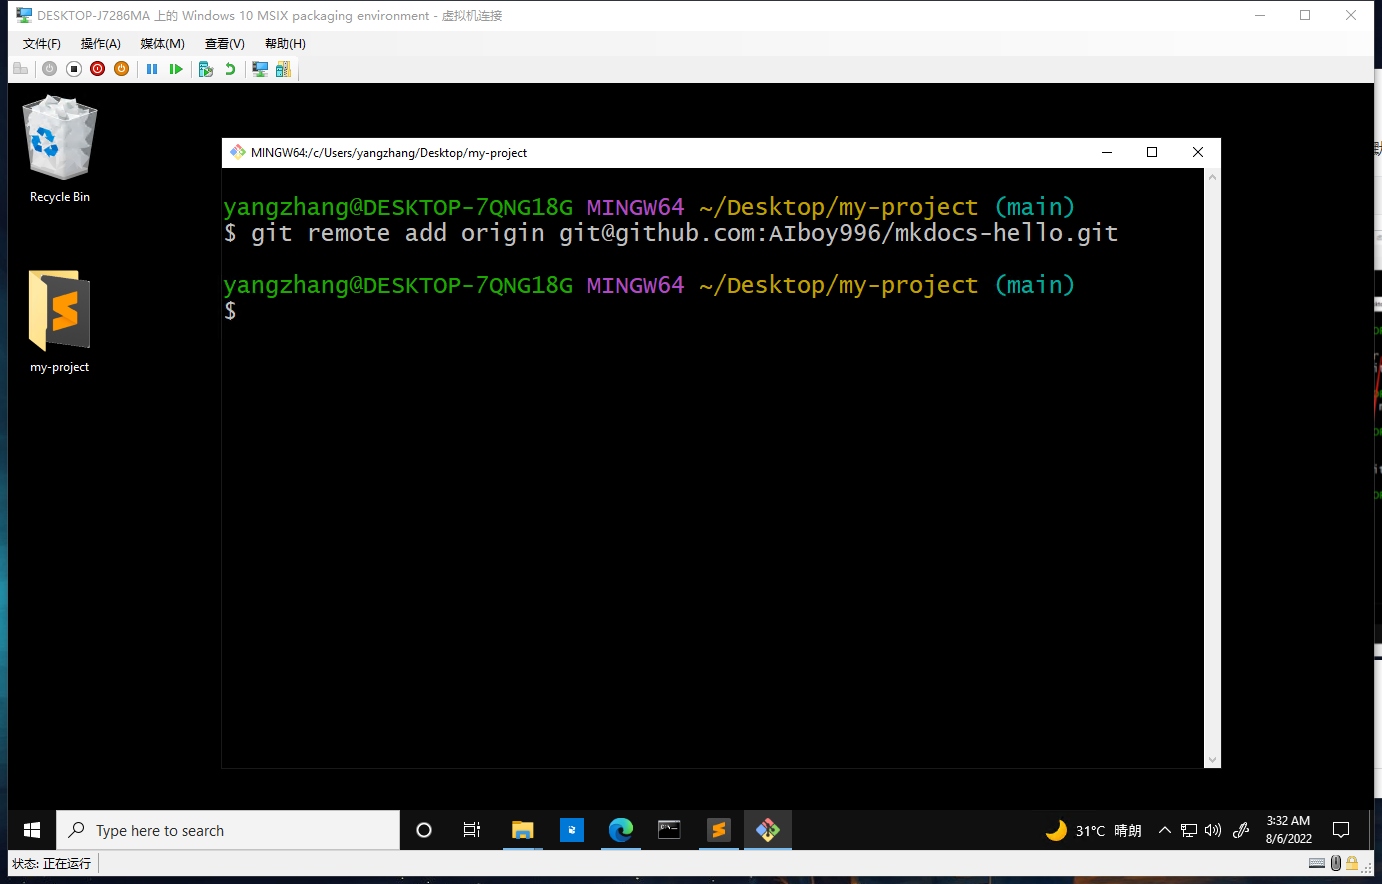 DESKTOP-J7286MA 上的 Windows 10 MSIX packaging environment - 虚拟机连接
文件(F) 操作(A) 媒体(M) 查看(V) 帮助(H)
Recycle Bin
my-project
MINGW64:/c/Users/yangzhang/Desktop/my-project
yangzhang@DESKTOP-7QNG18G MINGW64 ~/Desktop/my-project (main)
$ git remote add origin git@github.com:AIboy996/mkdocs-hello.git
yangzhang@DESKTOP-7QNG18G MINGW64 ~/Desktop/my-project (main)
$
Type here to search
31°C 晴朗
3:32 AM
8/6/2022
状态: 正在运行